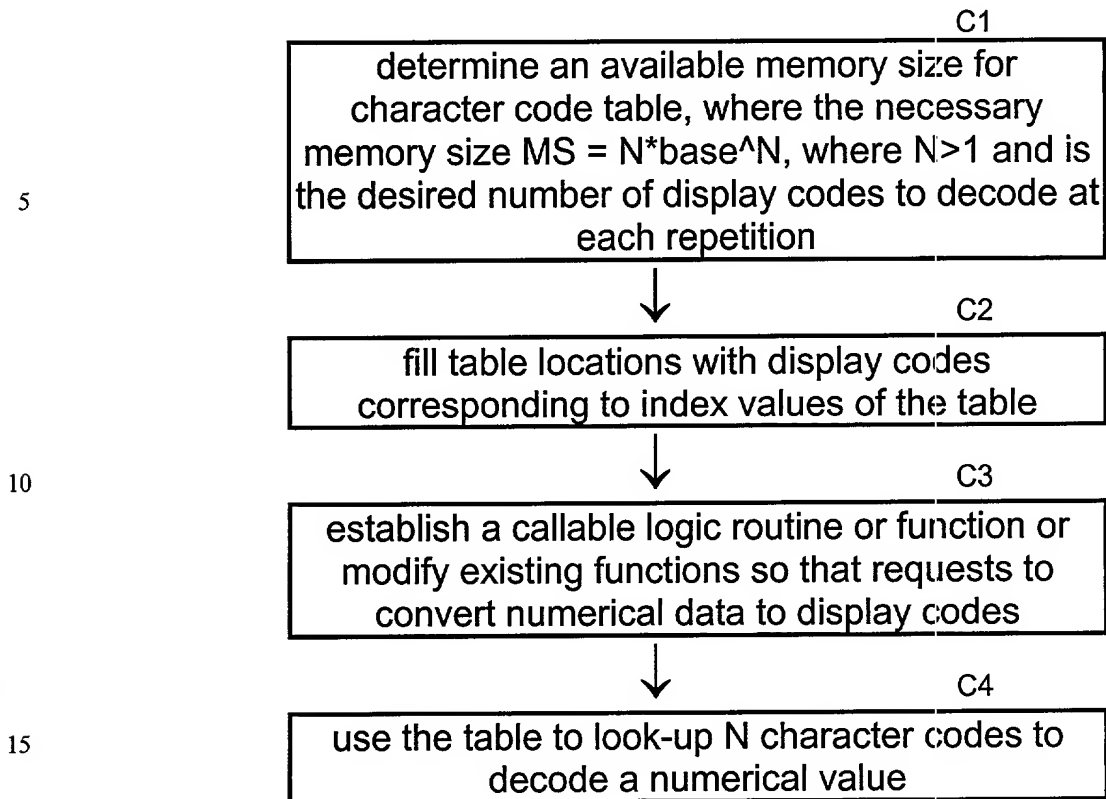 C1
determine an available memory size for
character code table, where the necessary
memory size MS = N*base^N, where N>1 and is
5
the desired number of display codes to decode at
each repetition
C2
fill table locations with display codes
corresponding to index values of the table
10
C3
establish a callable logic routine or function or
modify existing functions so that requests to
convert numerical data to display codes
C4
15
use the table to look-up N character codes to
decode a numerical value